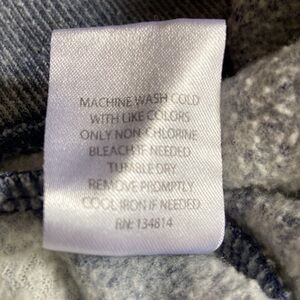 MACHINE WASH COLD
WITH LIKE COLORS
ONLY NON-CHLORINE
BLEACH IF NEEDED
TUMBLE DRY
REMOVE PROMPTLY
COOL IRON IF NEEDED
RN: 134814